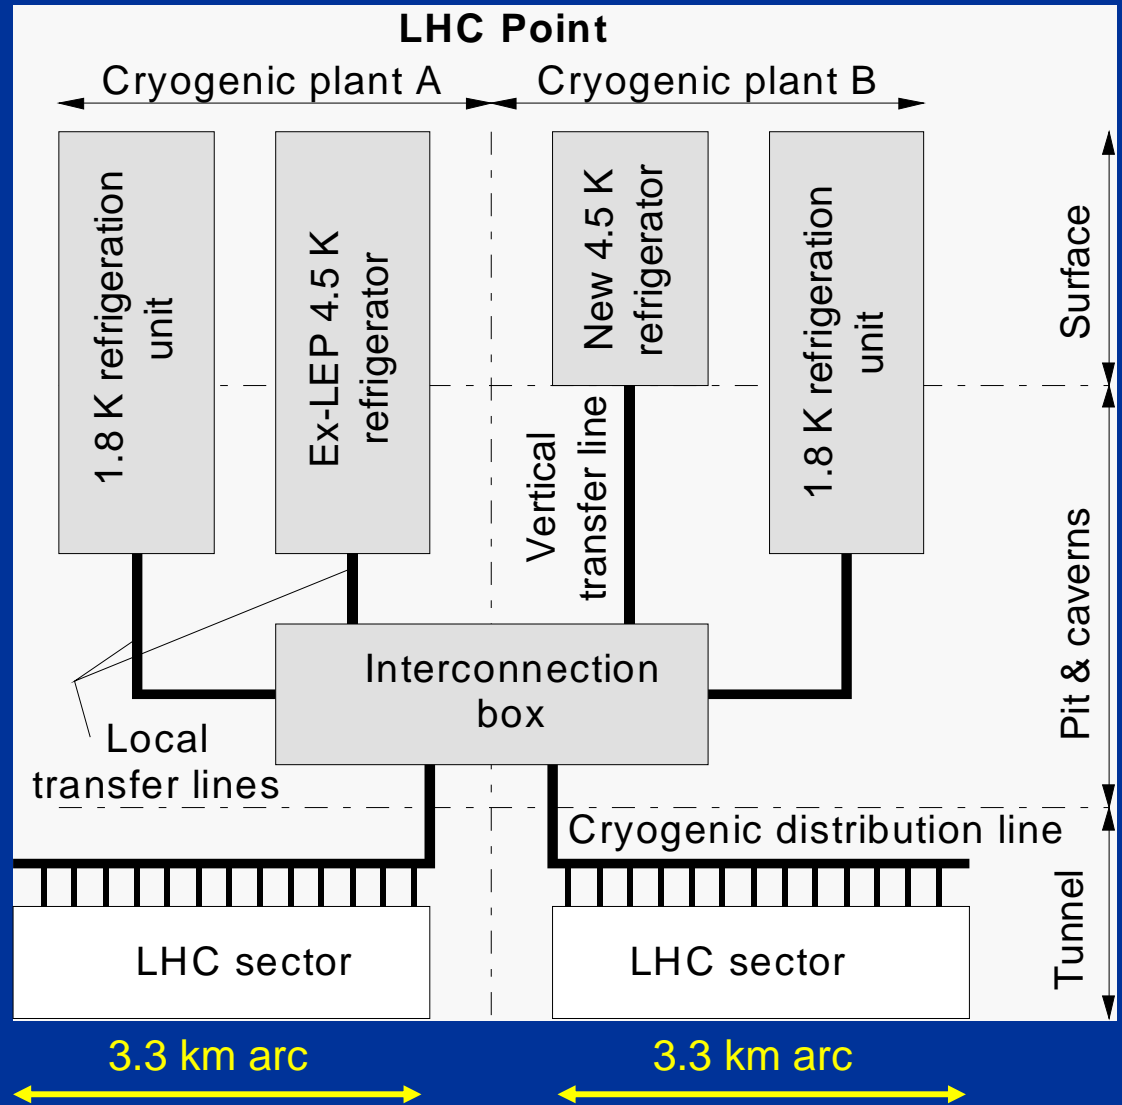 LHC Point
Cryogenic plant A
Cryogenic plant B
1.8 K refrigeration
unit
Ex-LEP 4.5 K
refrigerator
New 4.5 K
refrigerator
1.8 K refrigeration
unit
Surface
Vertical
transfer line
Pit & caverns
Interconnection
box
Local
transfer lines
Cryogenic distribution line
Tunnel
LHC sector
LHC sector
3.3 km arc
3.3 km arc